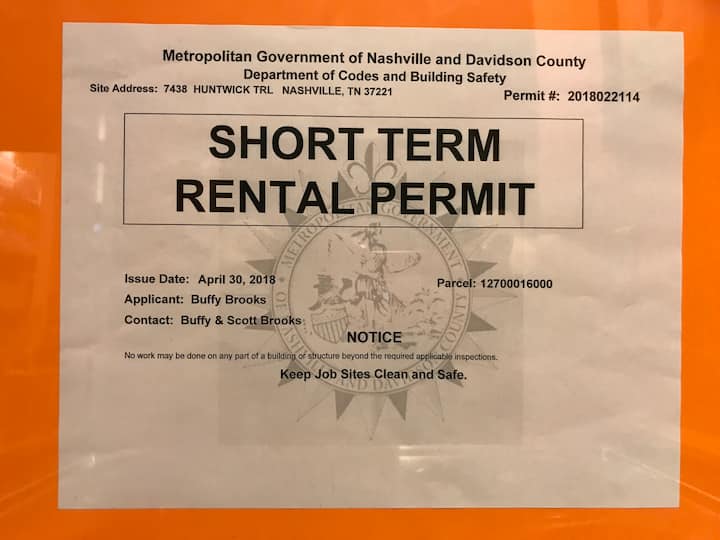 Metropolitan Government of Nashville and Davidson County
Department of Codes and Building Safety
Site Address: 7438 HUNTWICK TRL NASHVILLE, TN 37221
Permit #: 2018022114
SHORT TERM
RENTAL PERMIT
METROPOLITAN GOVERNMENT
Issue Date: April 30, 2018
Parcel: 12700016000
Applicant: Buffy Brooks
Contact: Buffy & Scott Brooks
NOTICE
No work may be done on any part of a building or structure beyond the required applicable inspections.
Keep Job Sites Clean and Safe.